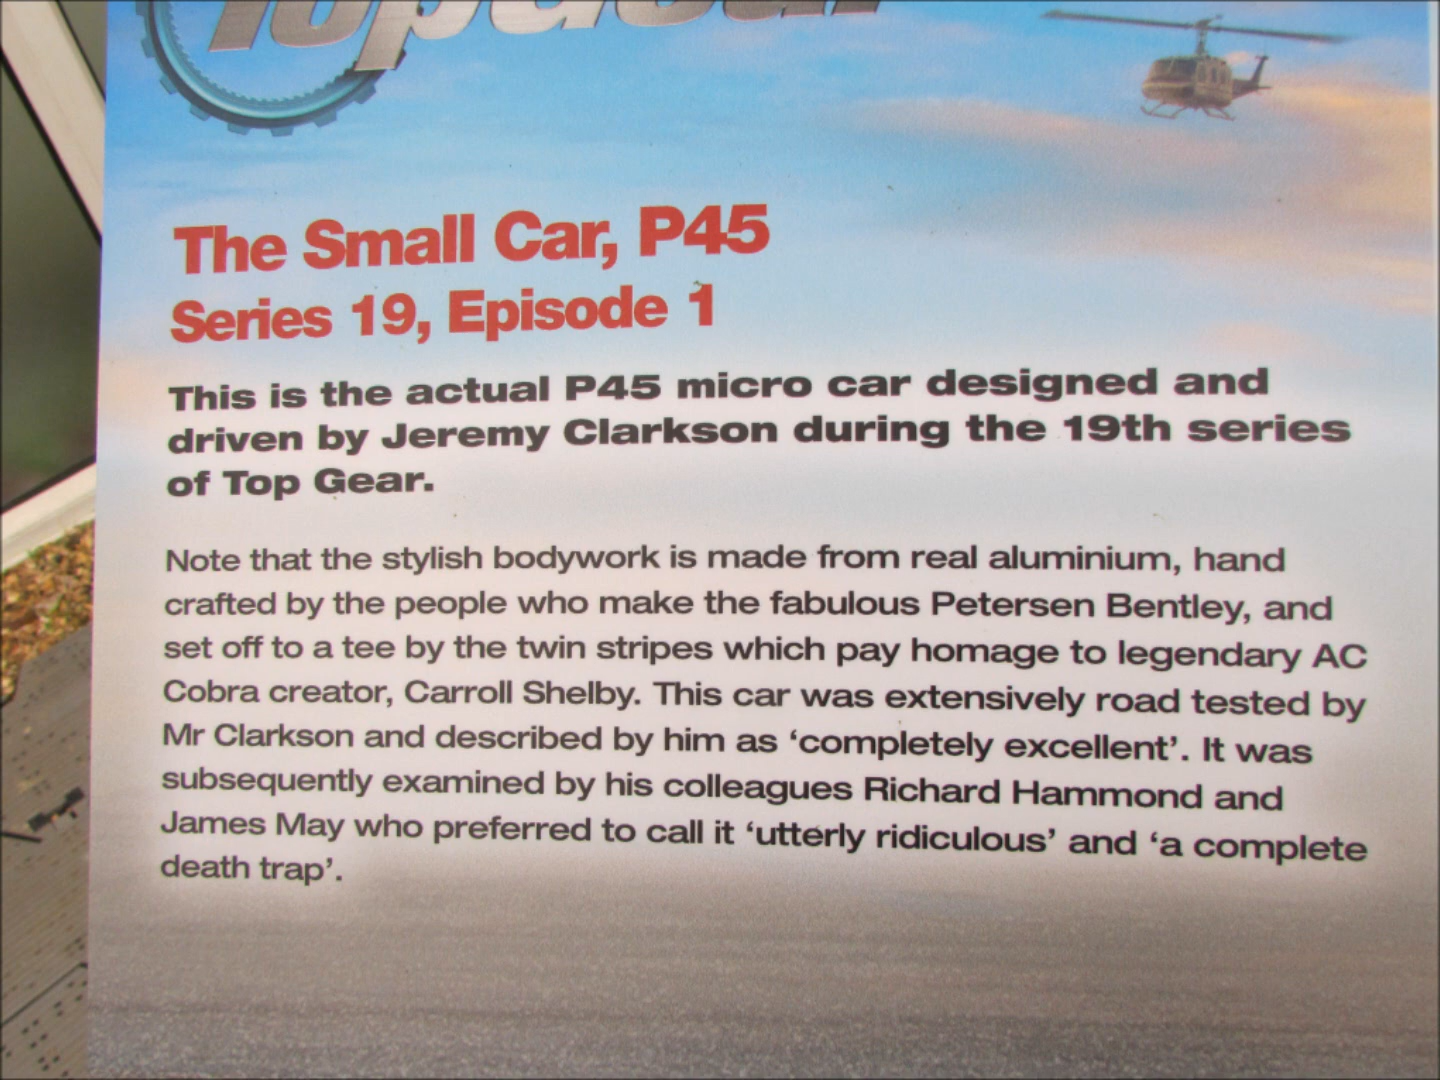 TopGear
The Small Car, P45
Series 19, Episode 1
This is the actual P45 micro car designed and
driven by Jeremy Clarkson during the 19th series
of Top Gear.
Note that the stylish bodywork is made from real aluminium, hand
crafted by the people who make the fabulous Petersen Bentley, and
set off to a tee by the twin stripes which pay homage to legendary AC
Cobra creator, Carroll Shelby. This car was extensively road tested by
Mr Clarkson and described by him as ‘completely excellent’. It was
subsequently examined by his colleagues Richard Hammond and
James May who preferred to call it ‘utterly ridiculous’ and ‘a complete
death trap’.